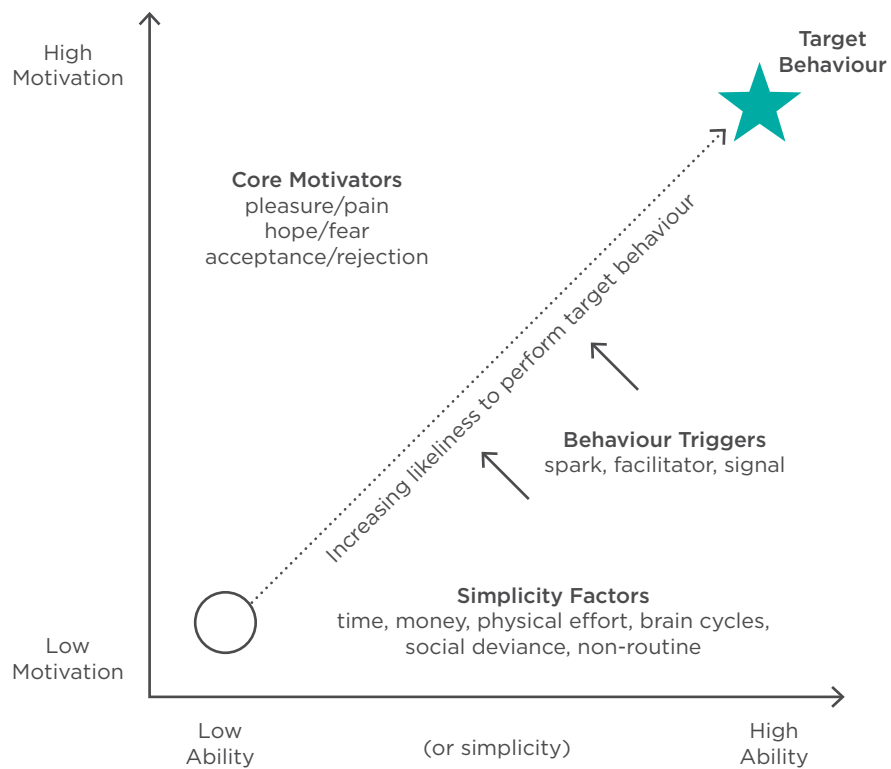 High
Motivation
Target
Behaviour
Core Motivators
pleasure/pain
hope/fear
acceptance/rejection
Increasing likeliness to perform target behaviour
Behaviour Triggers
spark, facilitator, signal
Simplicity Factors
time, money, physical effort, brain cycles,
social deviance, non-routine
Low
Motivation
Low
Ability
(or simplicity)
High
Ability